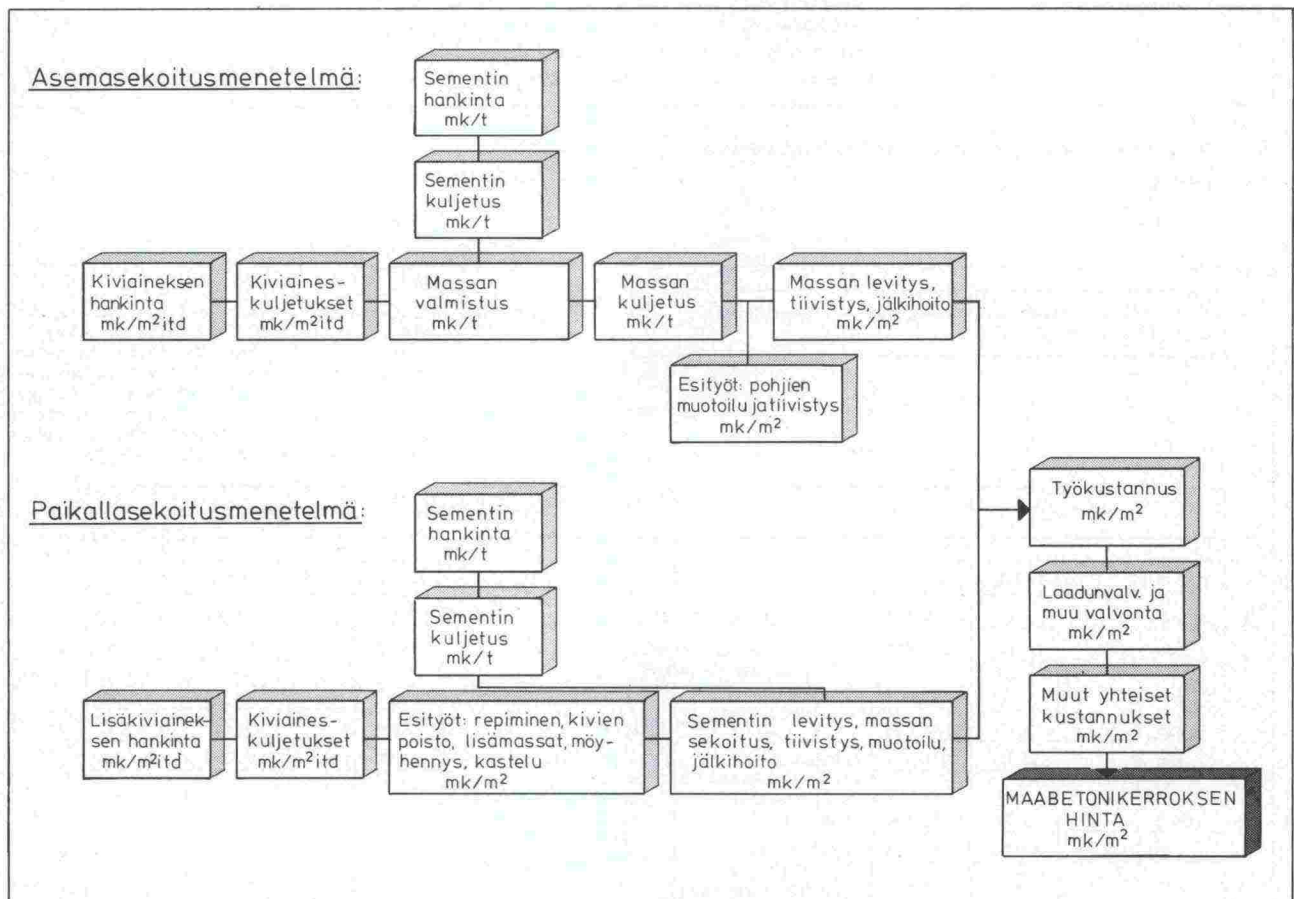 Asemasekoitusmenetelmä:
Sementin
hankinta
mk/t
Sementin
kuljetus
mk/t
Kiviaineksen
hankinta
mk/m²itd
Kiviaines-
kuljetukset
mk/m²itd
Massan
valmistus
mk/t
Massan
kuljetus
mk/t
Massan levitys,
tiivistys, jälkihoito
mk/m²
Esityöt: pohjien
muotoilu ja tiivistys
mk/m²
Paikallasekoitusmenetelmä:
Sementin
hankinta
mk/t
Sementin
kuljetus
mk/t
Lisäkiviainek-
sen hankinta
mk/m²itd
Kiviaines-
kuljetukset
mk/m²itd
Esityöt: repiminen, kivien
poisto, lisämassat, möy-
hennys, kastelu
mk/m²
Sementin levitys, massan
sekoitus, tiivistys, muotoilu,
jälkihoito
mk/m²
Työkustannus
mk/m²
Laadunvalv. ja
muu valvonta
mk/m²
Muut yhteiset
kustannukset
mk/m²
MAABETONIKERROKSEN
HINTA
mk/m²